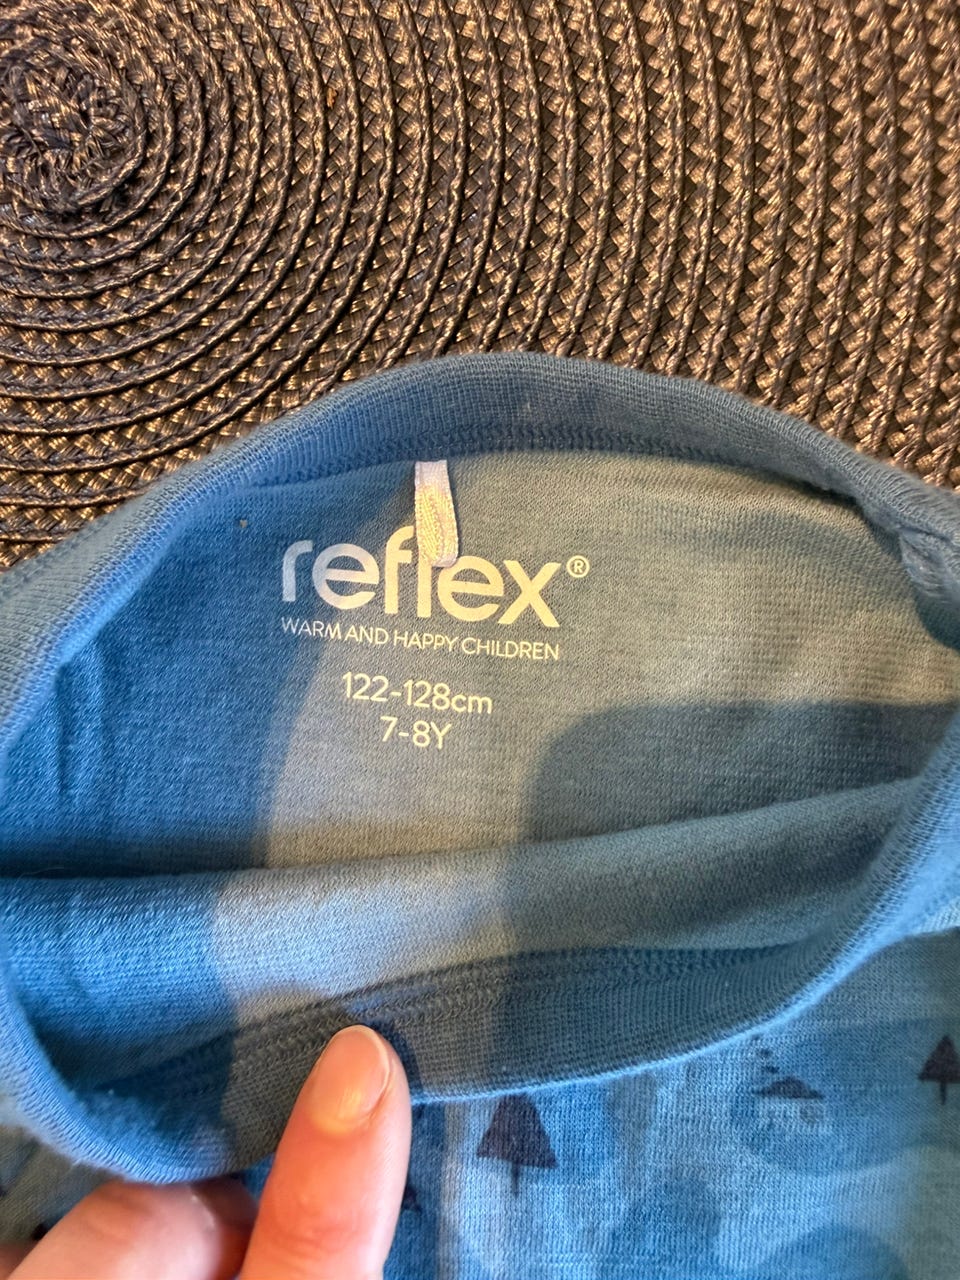 reflex®
WARM AND HAPPY CHILDREN
122-128cm
7-8Y